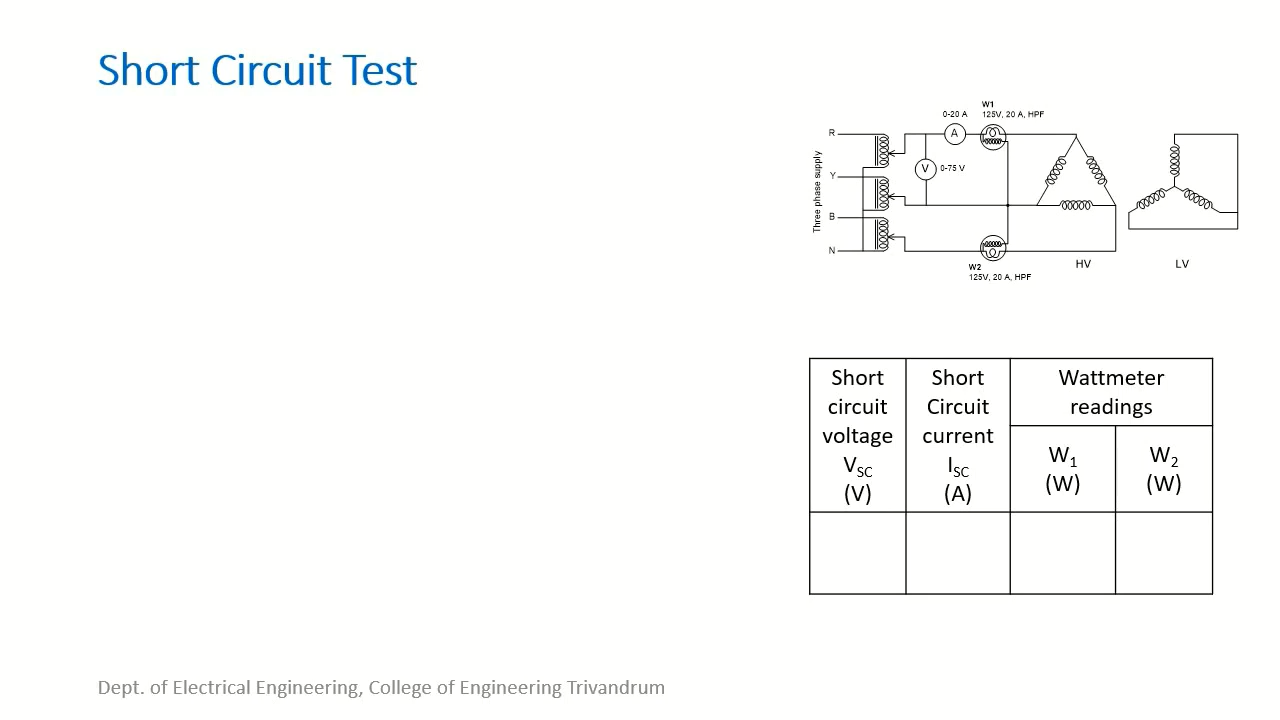 Short Circuit Test
W1
0-20 A
125V, 20 A, HPF
R
A
Three phase supply
V
0-75 V
Y
B
N
W2
125V, 20 A, HPF
HV
LV
Short
circuit
voltage
V_SC
(V)
Short
Circuit
current
I_SC
(A)
Wattmeter
readings
W₁
(W)
W₂
(W)
Dept. of Electrical Engineering, College of Engineering Trivandrum